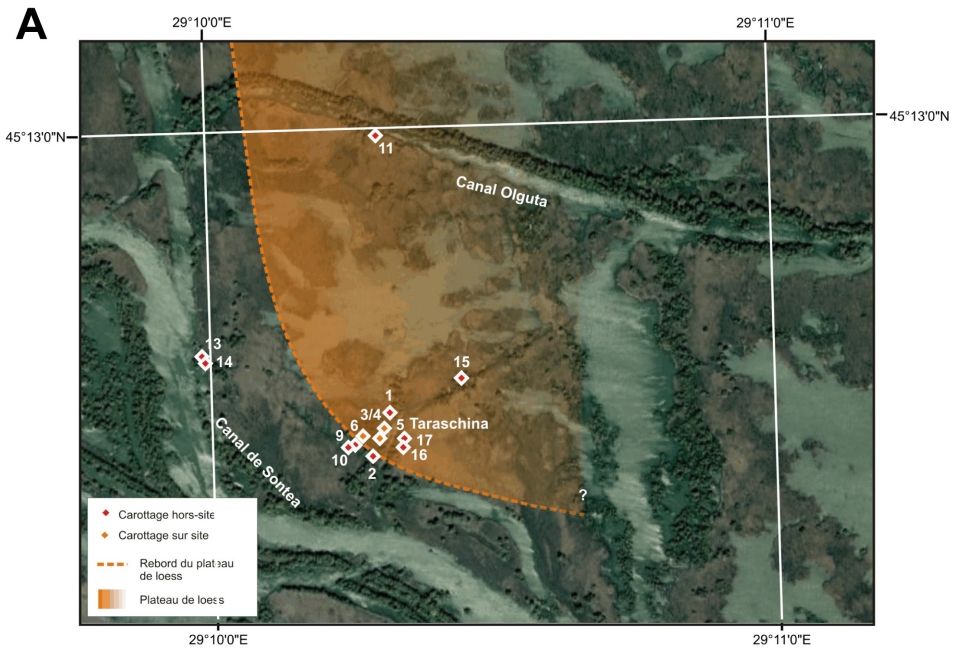 A
29°10'0"E
29°11'0"E
45°13'0"N
45°13'0"N
11
Canal Olguta
13
14
15
1
3/4
5
Taraschina
6
9
17
10
16
2
Canal de Sontea
?
Carottage hors-site
Carottage sur site
Rebord du plateau
de loess
Plateau de loess
29°10'0"E
29°11'0"E